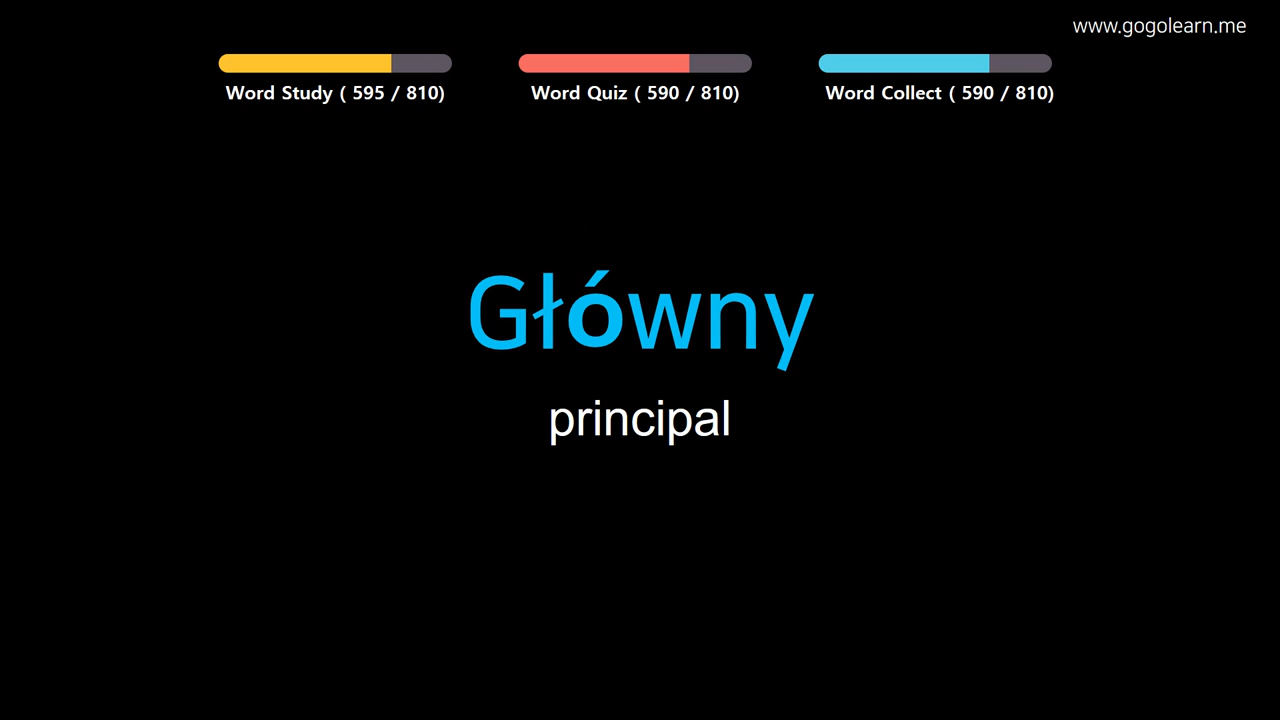 www.gogolearn.me
Word Study ( 595 / 810)
Word Quiz ( 590 / 810)
Word Collect ( 590 / 810)
Główny
principal